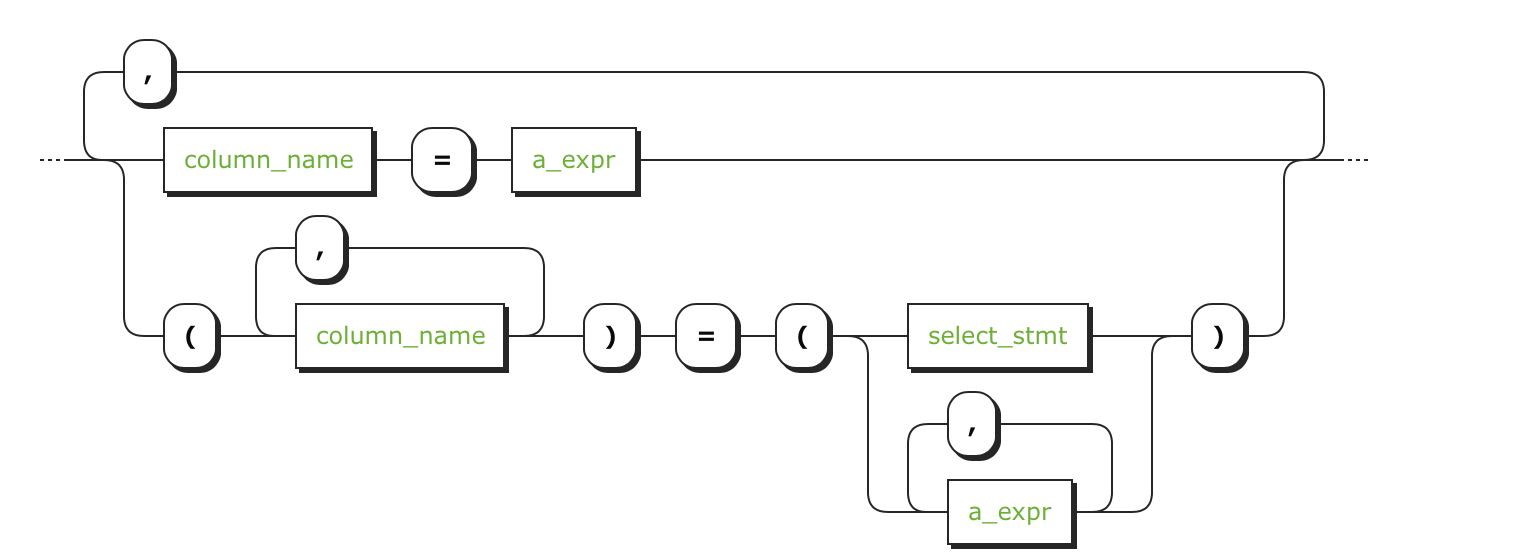 ,
column_name = a_expr
,
( column_name ) = ( select_stmt )
,
a_expr